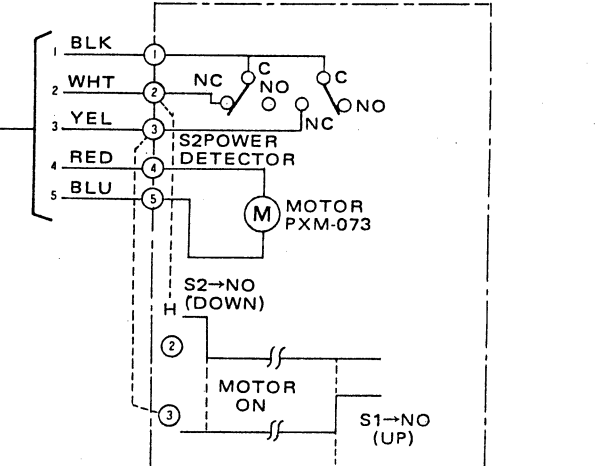 1 BLK 1
2 WHT 2
3 YEL 3
4 RED 4
5 BLU 5
C
NC
NO
C
NO
NC
S2POWER
DETECTOR
M
MOTOR
PXM-073
S2→NO
(DOWN)
H
2
MOTOR
ON
3
S1→NO
(UP)